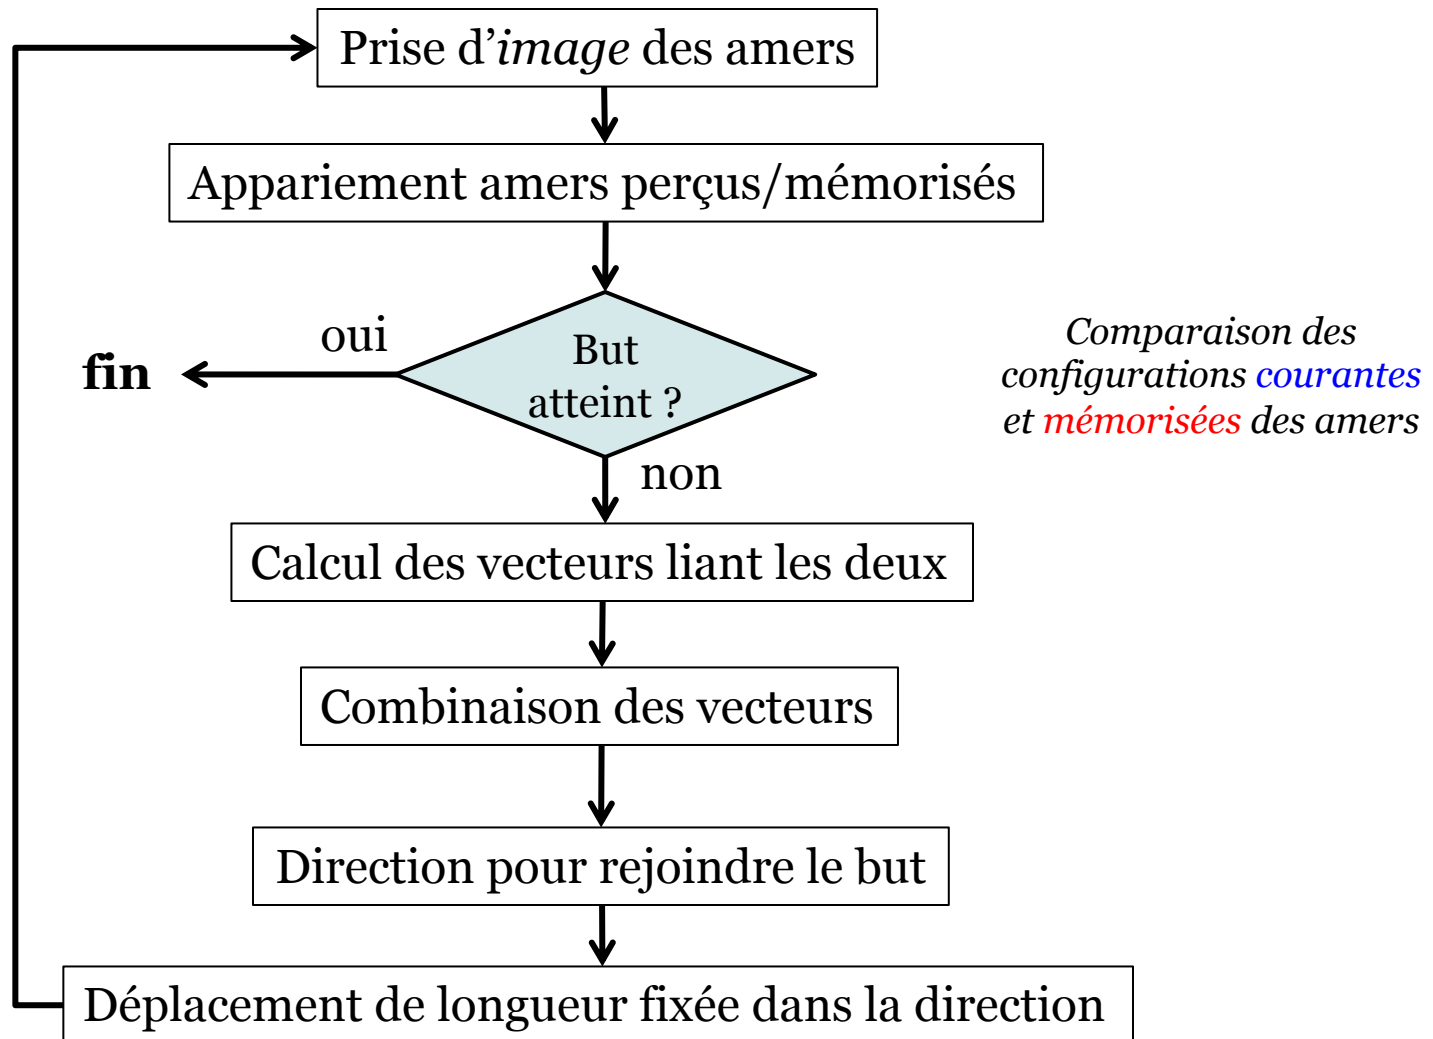 Prise d’image des amers
Appariement amers perçus/mémorisés
oui
fin
But
atteint ?
non
Comparaison des
configurations courantes
et mémorisées des amers
Calcul des vecteurs liant les deux
Combinaison des vecteurs
Direction pour rejoindre le but
Déplacement de longueur fixée dans la direction